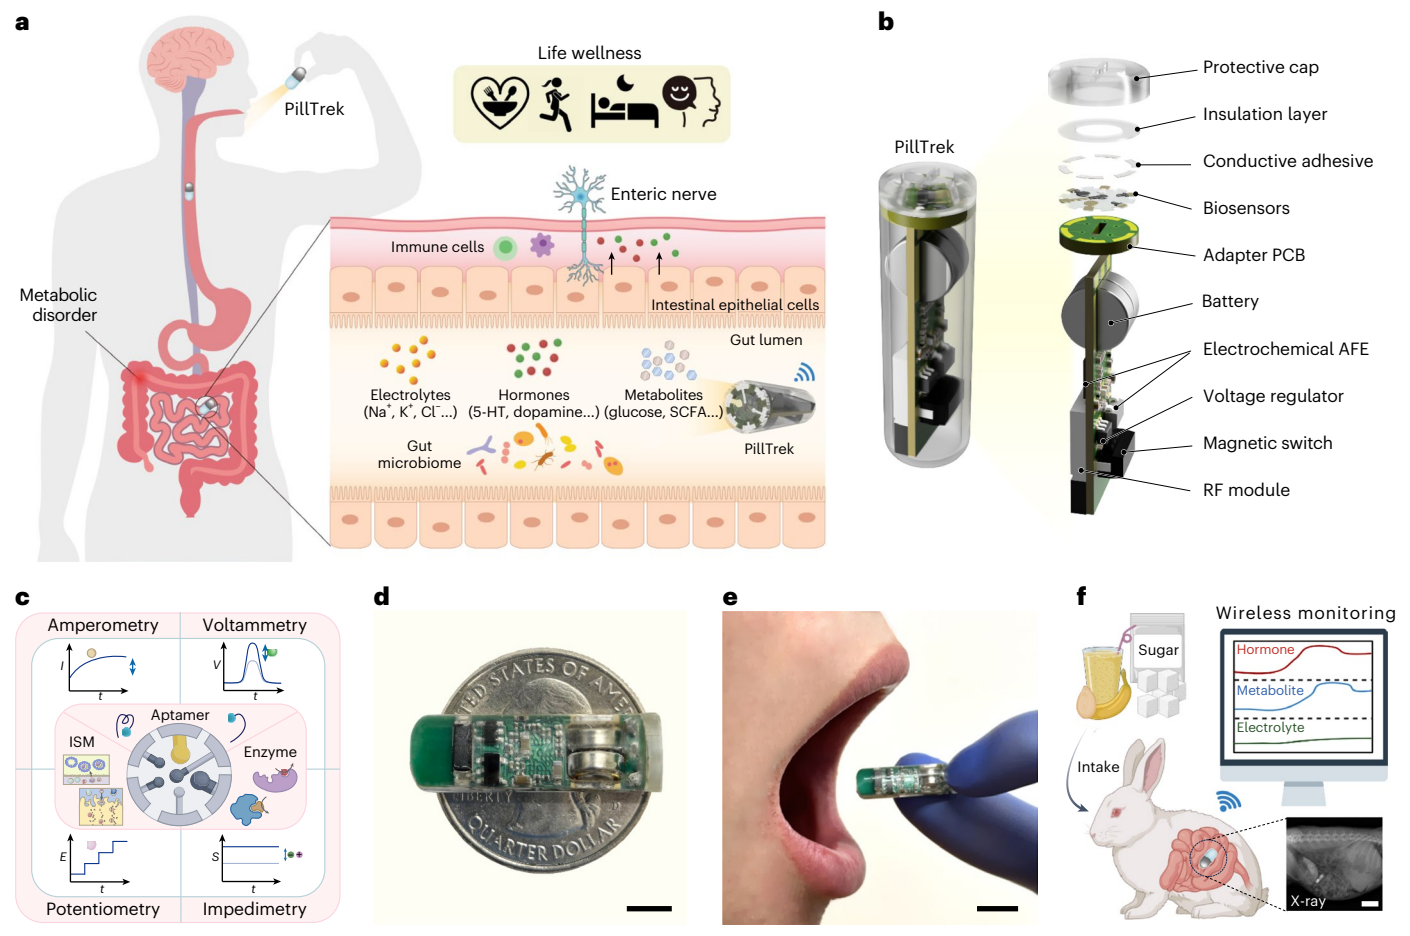 a
Life wellness
PillTrek
Enteric nerve
Immune cells
Intestinal epithelial cells
Metabolic
disorder
Gut lumen
Electrolytes
(Na⁺, K⁺, Cl⁻...)
Hormones
(5-HT, dopamine...)
Metabolites
(glucose, SCFA...)
Gut
microbiome
PillTrek
b
PillTrek
Protective cap
Insulation layer
Conductive adhesive
Biosensors
Adapter PCB
Battery
Electrochemical AFE
Voltage regulator
Magnetic switch
RF module
c
Amperometry
Voltammetry
I
t
V
t
Aptamer
ISM
Enzyme
E
t
S
t
Potentiometry
Impedimetry
d
STATES OF AME
LIBERTY
QUARTER DOLLAR
e
f
Wireless monitoring
Sugar
Hormone
Metabolite
Electrolyte
Intake
X-ray